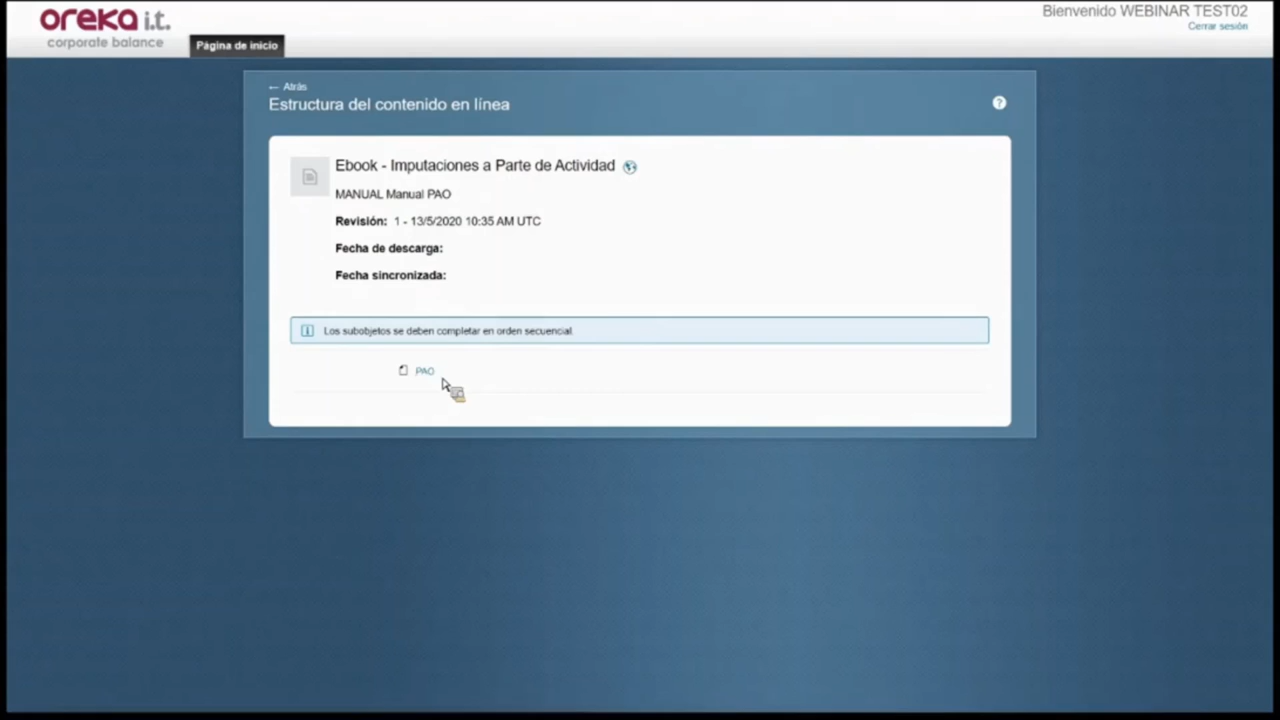 oreka i.t.
corporate balance
Página de inicio
Bienvenido WEBINAR TEST02
Cerrar sesión
← Atrás
Estructura del contenido en línea
?
Ebook - Imputaciones a Parte de Actividad
MANUAL Manual PAO
Revisión: 1 - 13/5/2020 10:35 AM UTC
Fecha de descarga:
Fecha sincronizada:
Los subobjetos se deben completar en orden secuencial
PAO